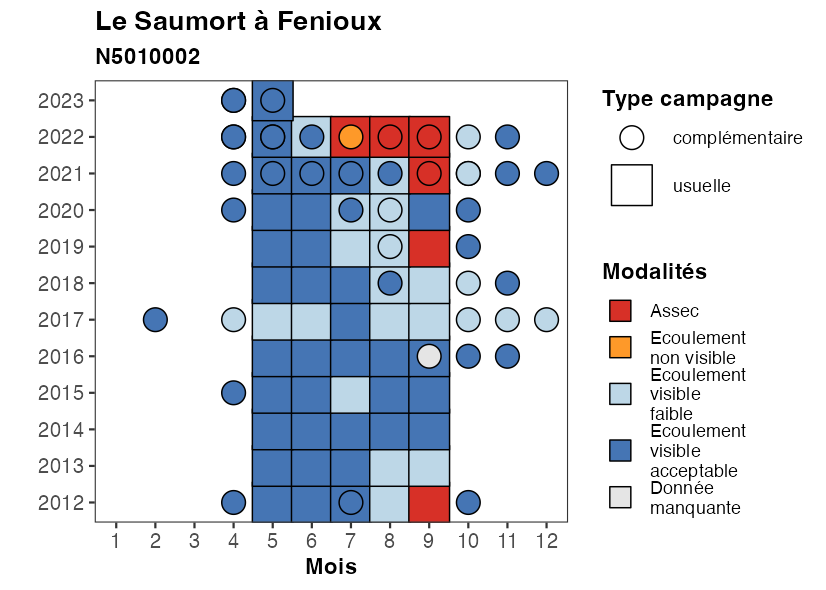 Le Saumort à Fenioux
N5010002
2023
2022
2021
2020
2019
2018
2017
2016
2015
2014
2013
2012
1 2 3 4 5 6 7 8 9 10 11 12
Mois
Type campagne
complémentaire
usuelle
Modalités
Assec
Ecoulement
non visible
Ecoulement
visible
faible
Ecoulement
visible
acceptable
Donnée
manquante